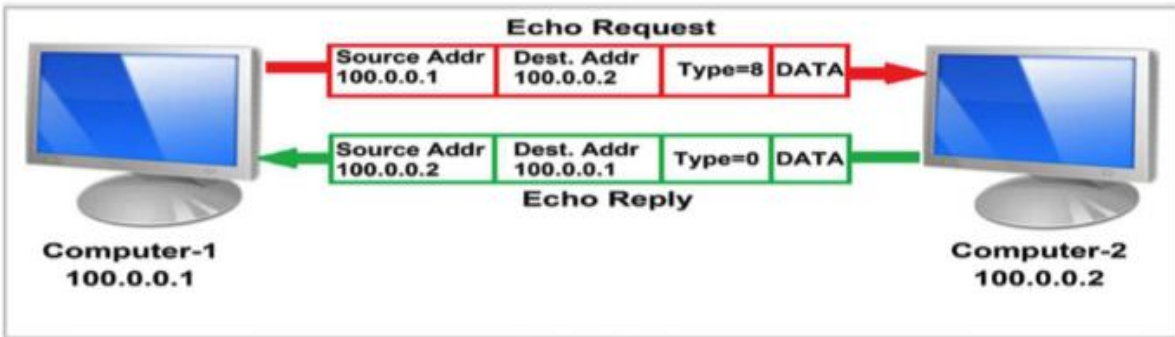 Echo Request
Source Addr
100.0.0.1
Dest. Addr
100.0.0.2
Type=8
DATA
Source Addr
100.0.0.2
Dest. Addr
100.0.0.1
Type=0
DATA
Echo Reply
Computer-1
100.0.0.1
Computer-2
100.0.0.2